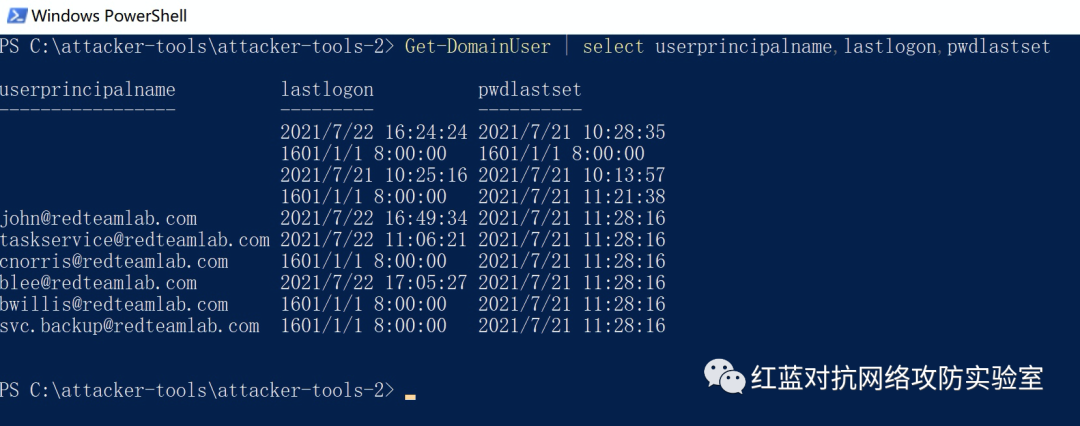 Windows PowerShell
PS C:\attacker-tools\attacker-tools-2> Get-DomainUser | select userprincipalname,lastlogon,pwdlastset
userprincipalname lastlogon pwdlastset
----------------- --------- ----------
2021/7/22 16:24:24 2021/7/21 10:28:35
1601/1/1 8:00:00 1601/1/1 8:00:00
2021/7/21 10:25:16 2021/7/21 10:13:57
1601/1/1 8:00:00 2021/7/21 11:21:38
john@redteamlab.com 2021/7/22 16:49:34 2021/7/21 11:28:16
taskservice@redteamlab.com 2021/7/22 11:06:21 2021/7/21 11:28:16
cnorris@redteamlab.com 1601/1/1 8:00:00 2021/7/21 11:28:16
blee@redteamlab.com 2021/7/22 17:05:27 2021/7/21 11:28:16
bwillis@redteamlab.com 1601/1/1 8:00:00 2021/7/21 11:28:16
svc.backup@redteamlab.com 1601/1/1 8:00:00 2021/7/21 11:28:16
PS C:\attacker-tools\attacker-tools-2>
红蓝对抗网络攻防实验室